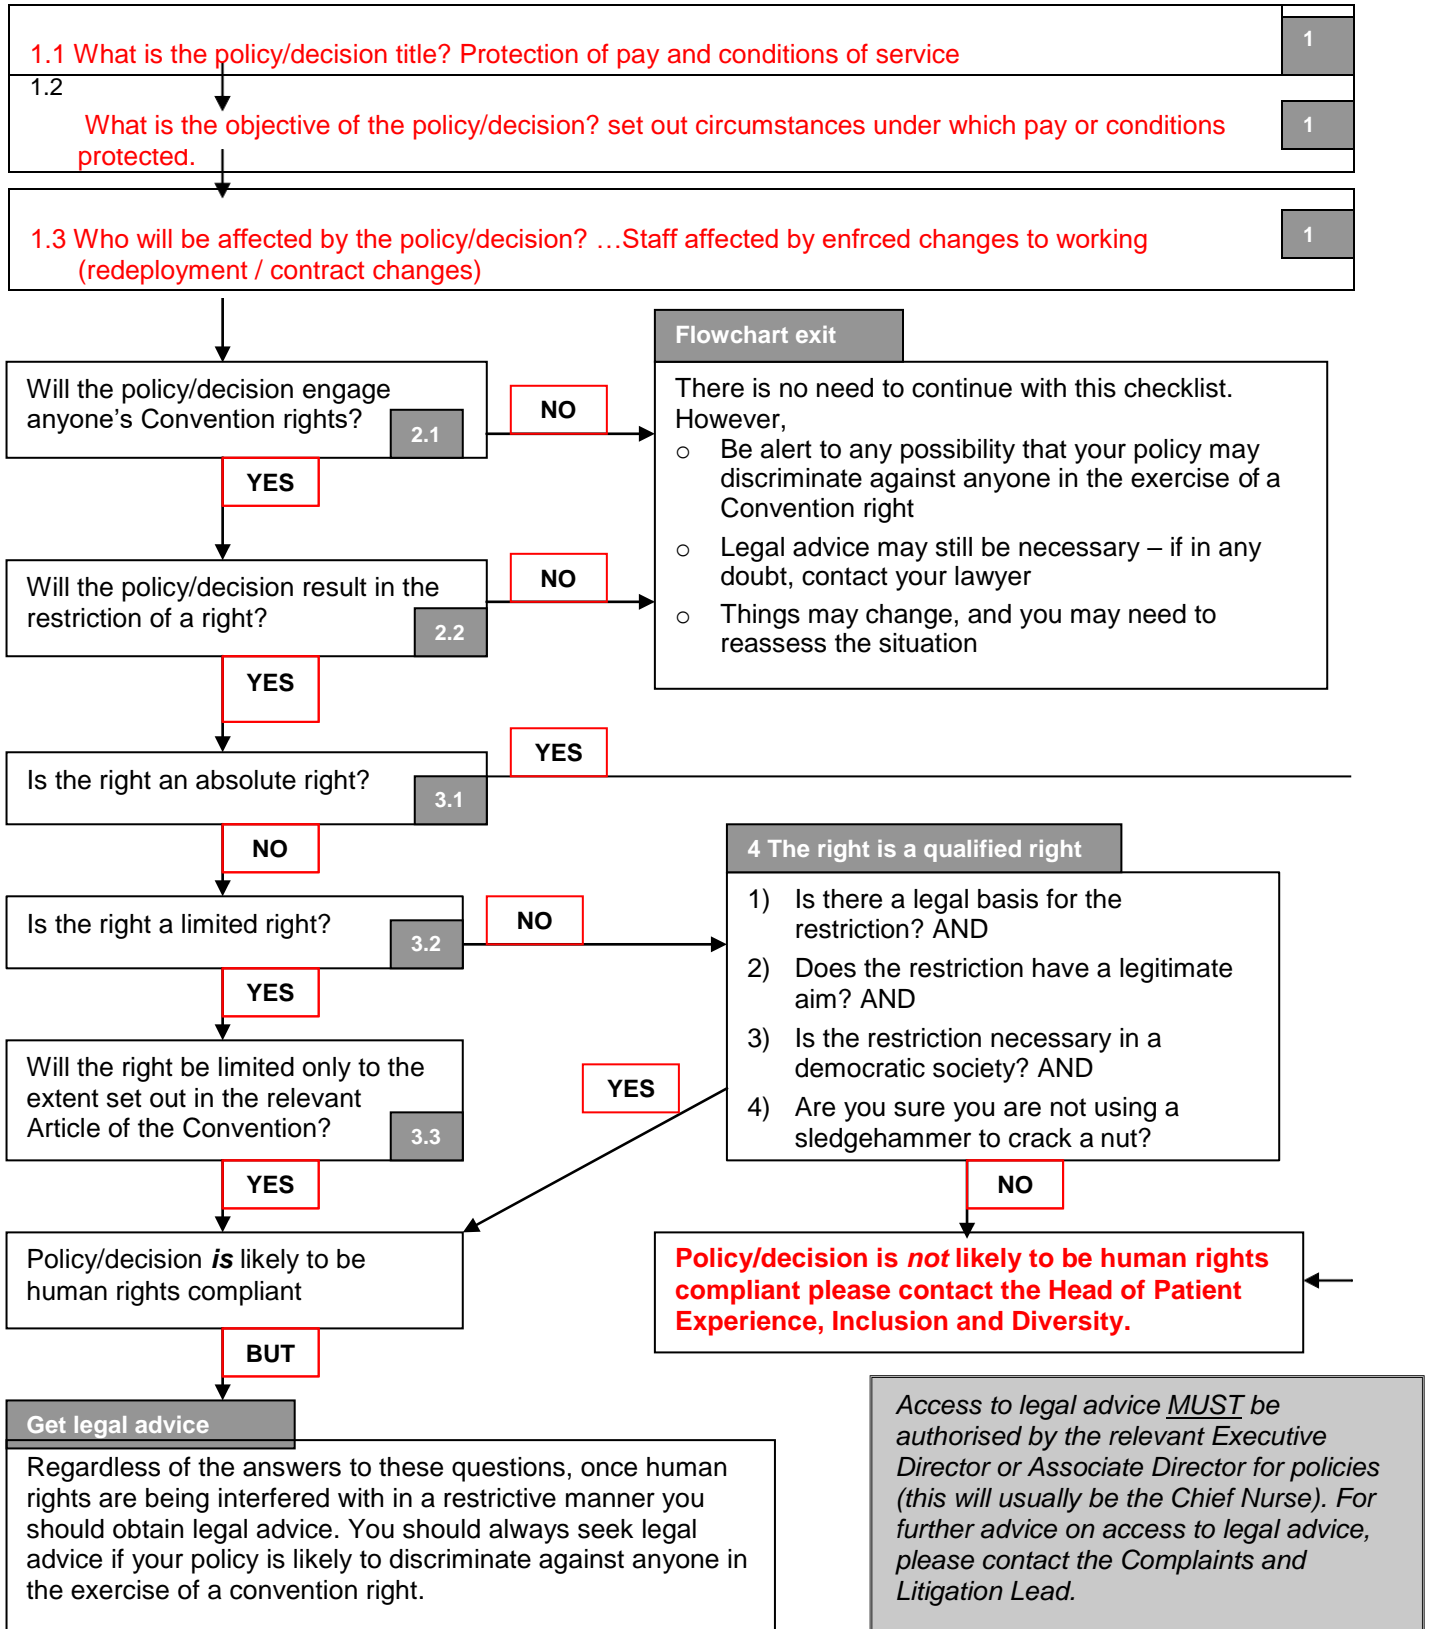 1.1 What is the policy/decision title? Protection of pay and conditions of service
1
1.2
What is the objective of the policy/decision? set out circumstances under which pay or conditions
protected.
1
1.3 Who will be affected by the policy/decision? …Staff affected by enfrced changes to working
(redeployment / contract changes)
1
Will the policy/decision engage
anyone’s Convention rights?
2.1
NO
YES
Flowchart exit
There is no need to continue with this checklist.
However,
o Be alert to any possibility that your policy may
discriminate against anyone in the exercise of a
Convention right
o Legal advice may still be necessary – if in any
doubt, contact your lawyer
o Things may change, and you may need to
reassess the situation
Will the policy/decision result in the
restriction of a right?
2.2
NO
YES
Is the right an absolute right?
3.1
YES
NO
Is the right a limited right?
3.2
NO
YES
4 The right is a qualified right
1) Is there a legal basis for the
restriction? AND
2) Does the restriction have a legitimate
aim? AND
3) Is the restriction necessary in a
democratic society? AND
4) Are you sure you are not using a
sledgehammer to crack a nut?
Will the right be limited only to the
extent set out in the relevant
Article of the Convention?
3.3
YES
YES
NO
Policy/decision is likely to be
human rights compliant
Policy/decision is not likely to be human rights
compliant please contact the Head of Patient
Experience, Inclusion and Diversity.
BUT
Get legal advice
Regardless of the answers to these questions, once human
rights are being interfered with in a restrictive manner you
should obtain legal advice. You should always seek legal
advice if your policy is likely to discriminate against anyone in
the exercise of a convention right.
Access to legal advice MUST be
authorised by the relevant Executive
Director or Associate Director for policies
(this will usually be the Chief Nurse). For
further advice on access to legal advice,
please contact the Complaints and
Litigation Lead.